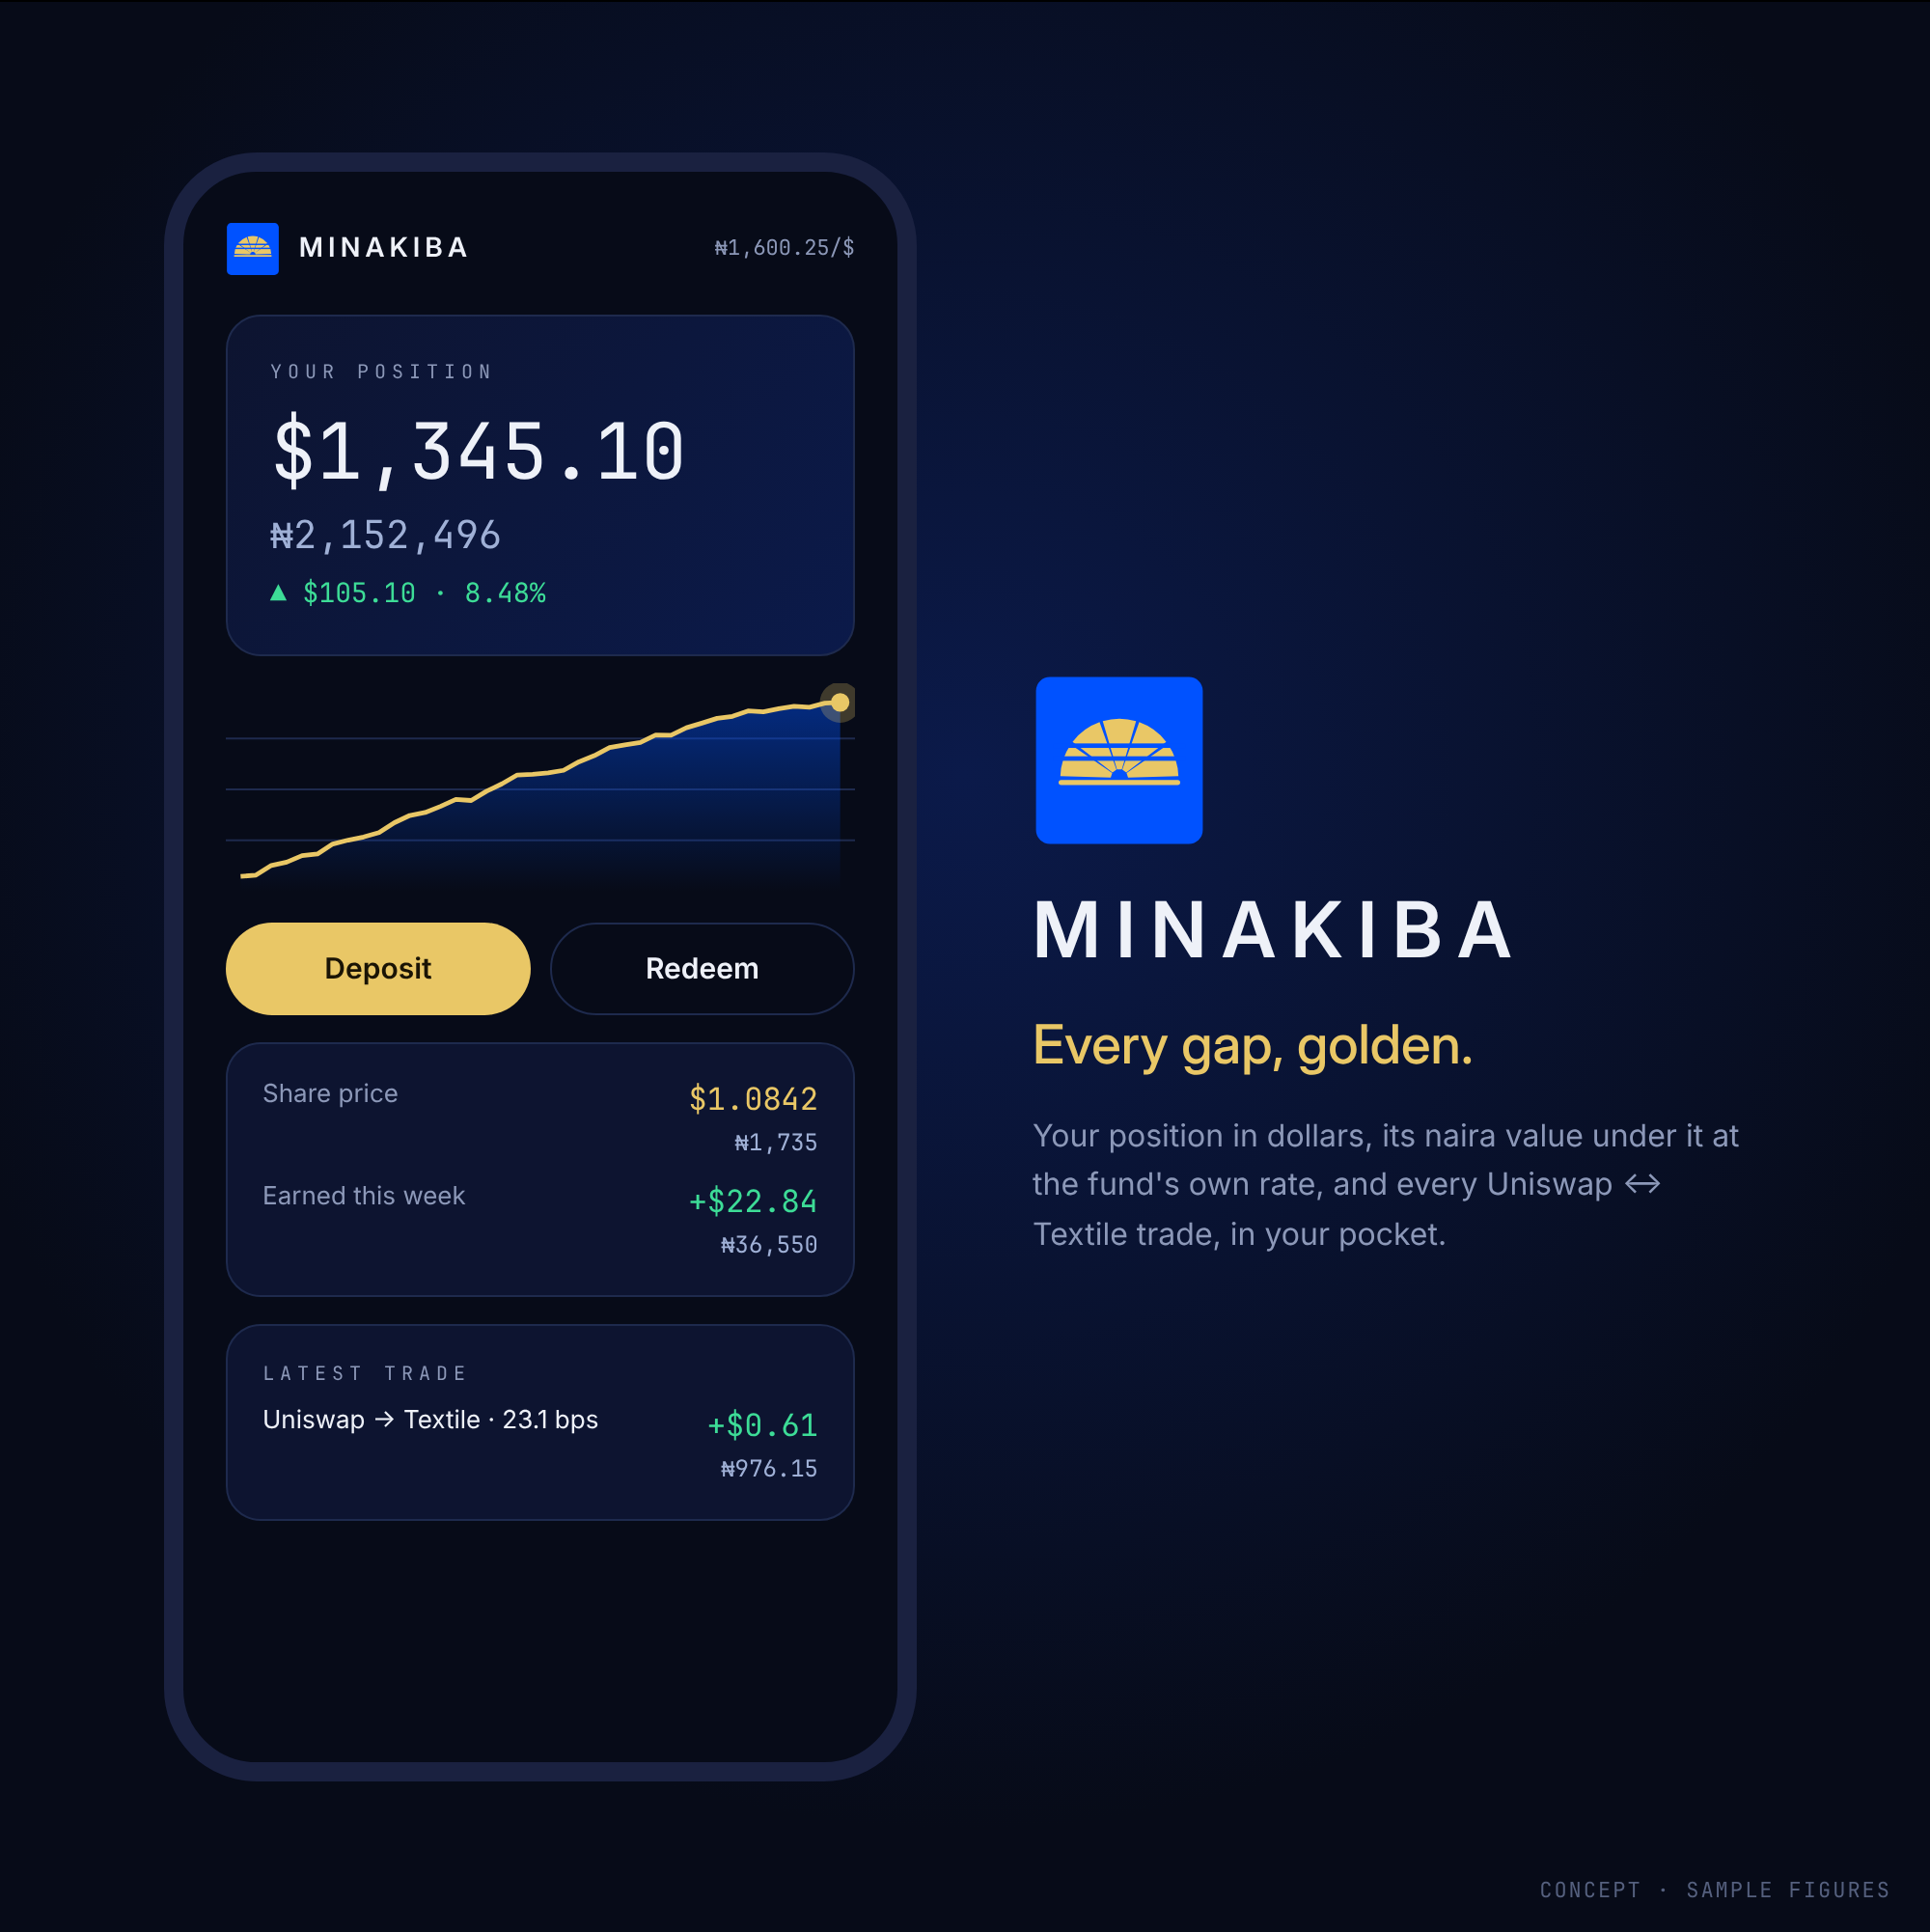 MINAKIBA
₦1,600.25/$
YOUR POSITION
$1,345.10
₦2,152,496
▲ $105.10 · 8.48%
Deposit
Redeem
Share price
$1.0842
₦1,735
Earned this week
+$22.84
₦36,550
LATEST TRADE
Uniswap → Textile · 23.1 bps
+$0.61
₦976.15
MINAKIBA
Every gap, golden.
Your position in dollars, its naira value under it at
the fund's own rate, and every Uniswap ↔
Textile trade, in your pocket.
CONCEPT · SAMPLE FIGURES